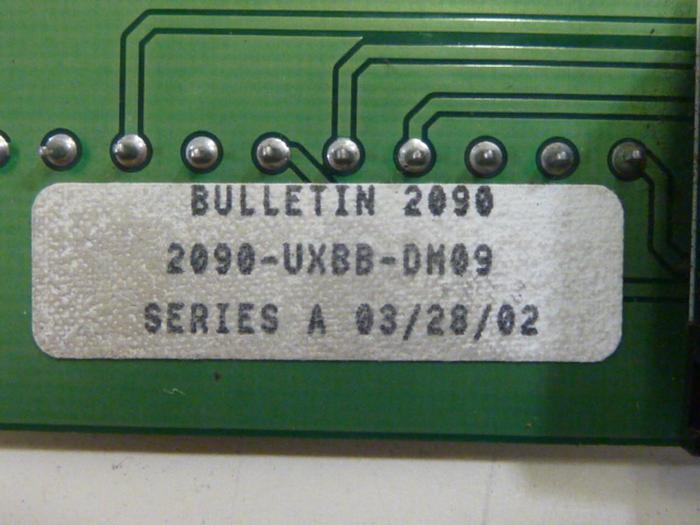 BULLETIN 2090
2090-UXBB-DM09
SERIES A 03/28/02